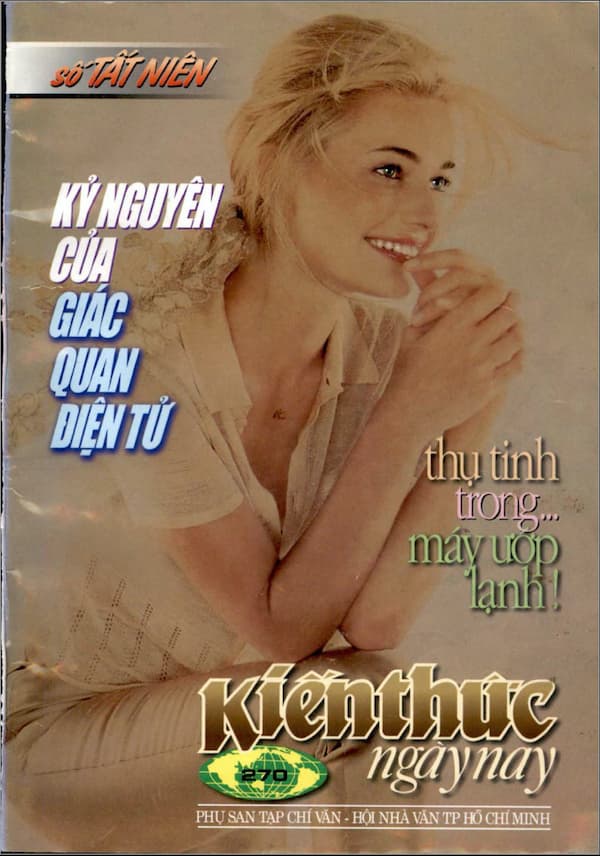 số TẤT NIÊN
KỶ NGUYÊN
CỦA
GIÁC
QUAN
ĐIỆN TỬ
thụ tinh
trong...
máy ướp
lạnh!
Kiến thức
ngày nay
270
PHỤ SAN TẠP CHÍ VĂN - HỘI NHÀ VĂN TP HỒ CHÍ MINH